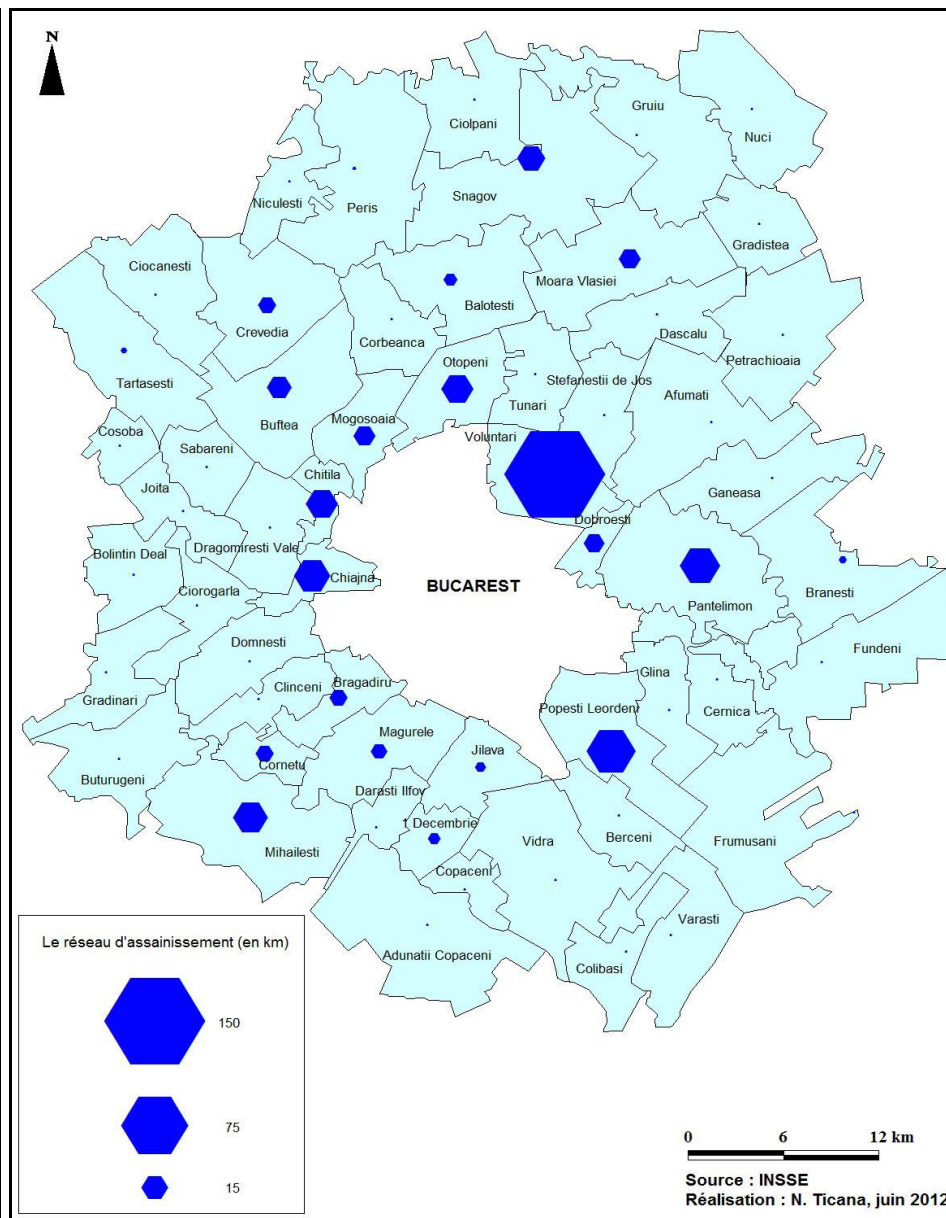 N
Ciolpani
Gruiu
Nuci
Niculesti
Peris
Snagov
Gradistea
Ciocanesti
Moara Vlasiei
Balotesti
Crevedia
Corbeanca
Dascalu
Petrachioaia
Otopeni
Tartasesti
Stefanestii de Jos
Afumati
Tunari
Mogosoaia
Buftea
Cosoba
Voluntari
Sabareni
Chitila
Joita
Ganeasa
Dobroesti
Dragomiresti Vale
Bolintin Deal
Chiajna
BUCAREST
Ciorogarla
Branesti
Pantelimon
Domnesti
Fundeni
Glina
Bragadiru
Clinceni
Gradinari
Popesti Leordeni
Cernica
Magurele
Jilava
Cornetu
Buturugeni
Darasti Ilfov
1 Decembrie
Berceni
Vidra
Frumusani
Mihailesti
Copaceni
Varasti
Adunatii Copaceni
Colibasi
Le réseau d'assainissement (en km)
150
75
15
0 6 12 km
Source : INSSE
Réalisation : N. Ticana, juin 2012